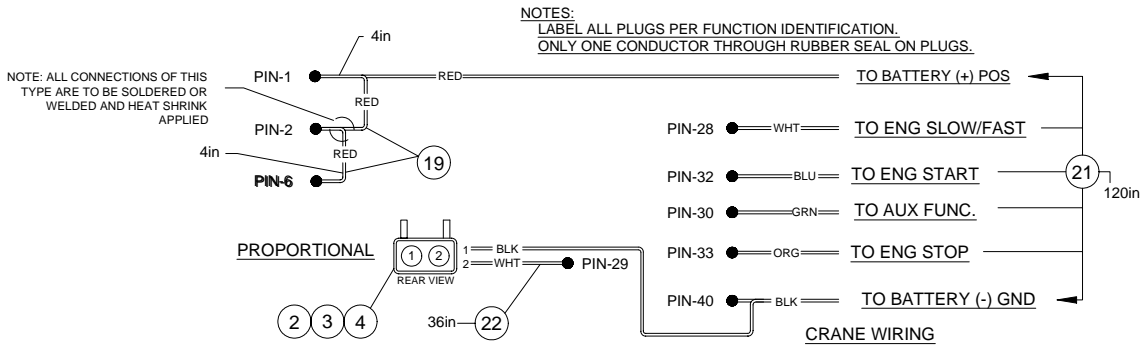 NOTES:
LABEL ALL PLUGS PER FUNCTION IDENTIFICATION.
ONLY ONE CONDUCTOR THROUGH RUBBER SEAL ON PLUGS.
4in
NOTE: ALL CONNECTIONS OF THIS
TYPE ARE TO BE SOLDERED OR
WELDED AND HEAT SHRINK
APPLIED
PIN-1
RED
TO BATTERY (+) POS
RED
PIN-2
RED
4in
PIN-6
19
PIN-28
WHT
TO ENG SLOW/FAST
PIN-32
BLU
TO ENG START
21
120in
PIN-30
GRN
TO AUX FUNC.
PIN-33
ORG
TO ENG STOP
PIN-40
BLK
TO BATTERY (-) GND
CRANE WIRING
PROPORTIONAL
1 2
REAR VIEW
1
BLK
2
WHT
PIN-29
2 3 4
36in
22